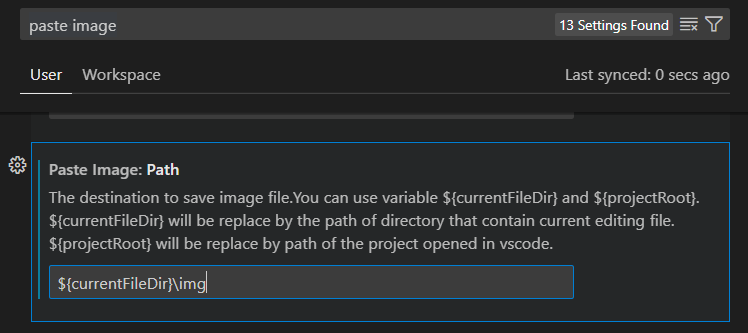 paste image
13 Settings Found
User Workspace Last synced: 0 secs ago
Paste Image: Path
The destination to save image file.You can use variable ${currentFileDir} and ${projectRoot}.
${currentFileDir} will be replace by the path of directory that contain current editing file.
${projectRoot} will be replace by path of the project opened in vscode.
${currentFileDir}\img